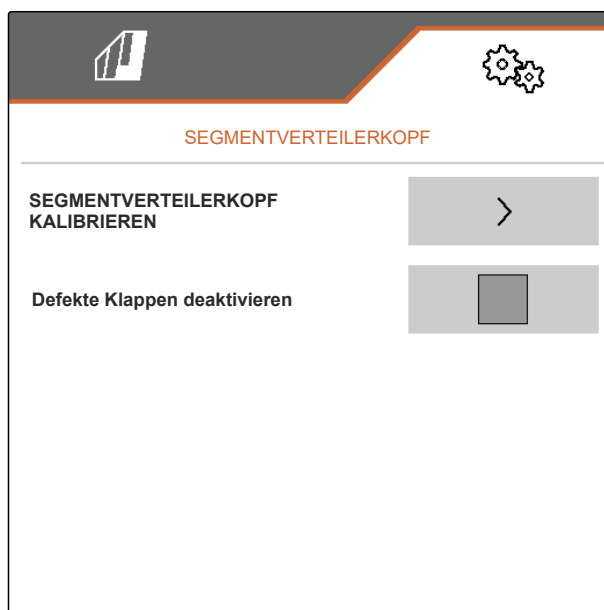 SEGMENTVERTEILERKOPF
SEGMENTVERTEILERKOPF
KALIBRIEREN
Defekte Klappen deaktivieren